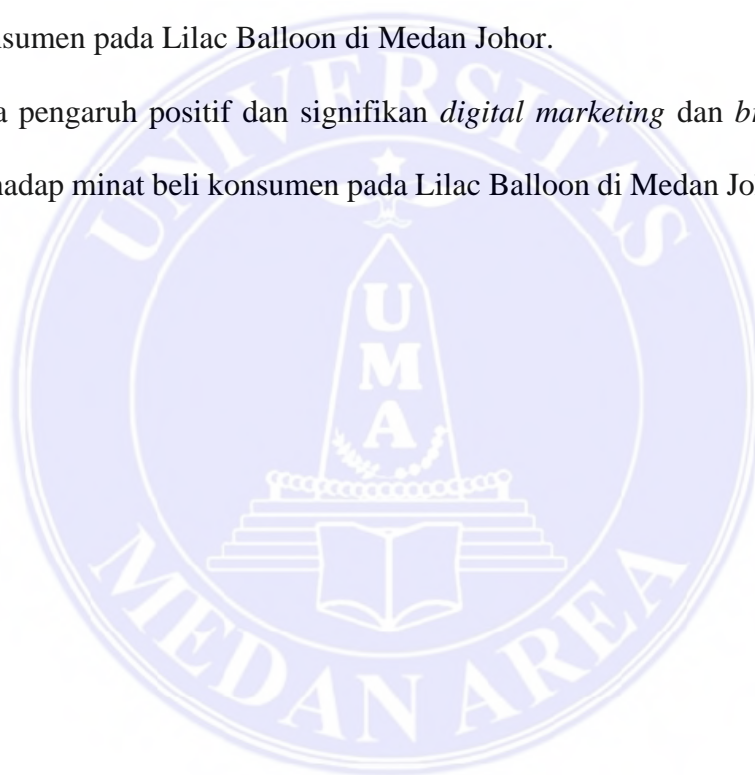 nsumen pada Lilac Balloon di Medan Johor.
a pengaruh positif dan signifikan digital marketing dan
hadap minat beli konsumen pada Lilac Balloon di Medan Jo
UNIVERSITAS
UMA
MEDAN AREA